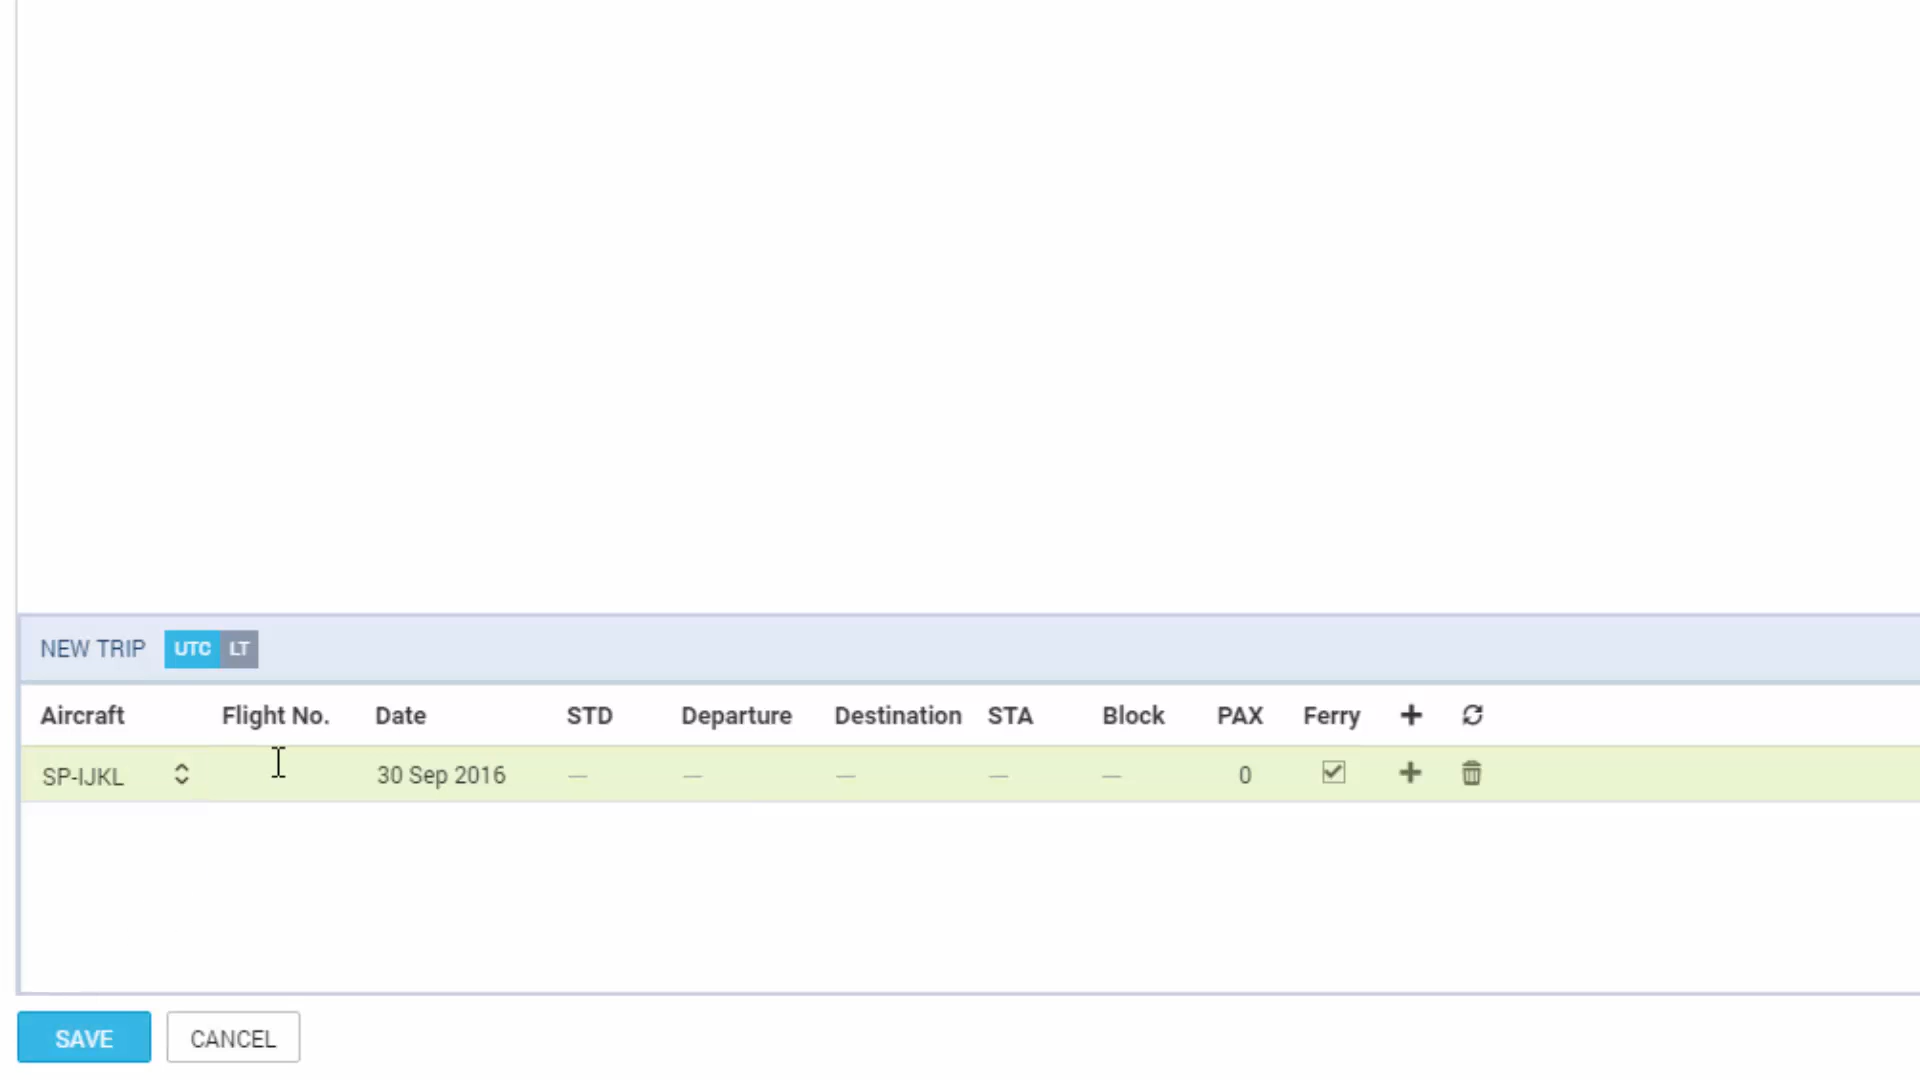 NEW TRIP UTC LT
Aircraft Flight No. Date STD Departure Destination STA Block PAX Ferry
SP-IJKL 30 Sep 2016 — — — — — 0
SAVE CANCEL